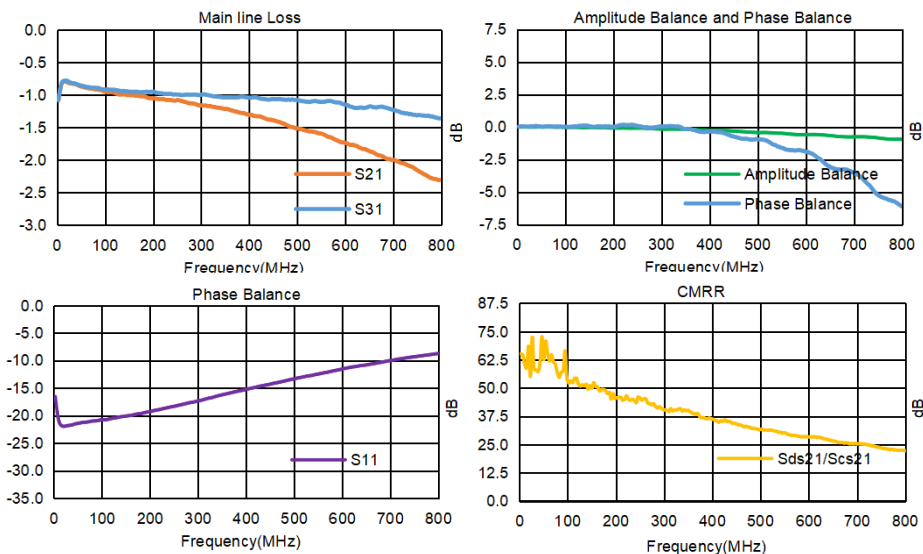 Main line Loss
0.0
-0.5
-1.0
-1.5
-2.0
-2.5
-3.0
dB
S21
S31
0 100 200 300 400 500 600 700 800
Frequency(MHz)
Amplitude Balance and Phase Balance
7.5
5.0
2.5
0.0
-2.5
-5.0
-7.5
dB
Amplitude Balance
Phase Balance
0 100 200 300 400 500 600 700 800
Frequency(MHz)
Phase Balance
0.0
-5.0
-10.0
-15.0
-20.0
-25.0
-30.0
-35.0
dB
S11
0 100 200 300 400 500 600 700 800
Frequency(MHz)
CMRR
87.5
75.0
62.5
50.0
37.5
25.0
12.5
0.0
dB
Sds21/Scs21
0 100 200 300 400 500 600 700 800
Frequency(MHz)